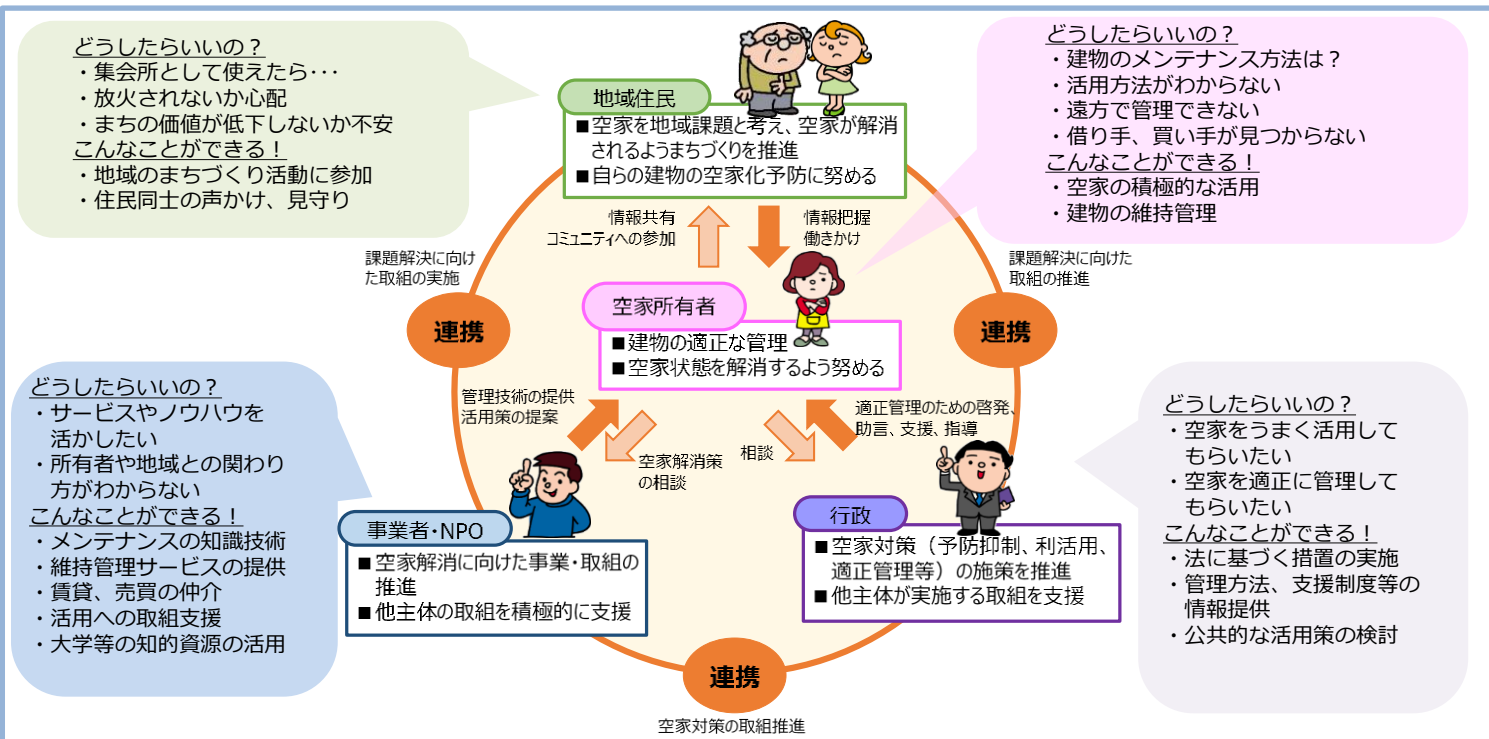 どうしたらいいの？
・集会所として使えたら･･･
・放火されないか心配
・まちの価値が低下しないか不安
こんなことができる！
・地域のまちづくり活動に参加
・住民同士の声かけ、見守り
どうしたらいいの？
・建物のメンテナンス方法は？
・活用方法がわからない
・遠方で管理できない
・借り手、買い手が見つからない
こんなことができる！
・空家の積極的な活用
・建物の維持管理
地域住民
■空家を地域課題と考え、空家が解消
されるようまちづくりを推進
■自らの建物の空家化予防に努める
情報共有
コミュニティへの参加
情報把握
働きかけ
課題解決に向け
た取組の実施
課題解決に向けた
取組の推進
連携
連携
空家所有者
■建物の適正な管理
■空家状態を解消するよう努める
管理技術の提供
活用策の提案
空家解消策
の相談
相談
適正管理のための啓発、
助言、支援、指導
どうしたらいいの？
・サービスやノウハウを
活かしたい
・所有者や地域との関わり
方がわからない
こんなことができる！
・メンテナンスの知識技術
・維持管理サービスの提供
・賃貸、売買の仲介
・活用への取組支援
・大学等の知的資源の活用
事業者･NPO
■空家解消に向けた事業･取組の
推進
■他主体の取組を積極的に支援
行政
■空家対策（予防抑制、利活用、
適正管理等）の施策を推進
■他主体が実施する取組を支援
どうしたらいいの？
・空家をうまく活用して
もらいたい
・空家を適正に管理して
もらいたい
こんなことができる！
・法に基づく措置の実施
・管理方法、支援制度等の
情報提供
・公共的な活用策の検討
連携
空家対策の取組推進